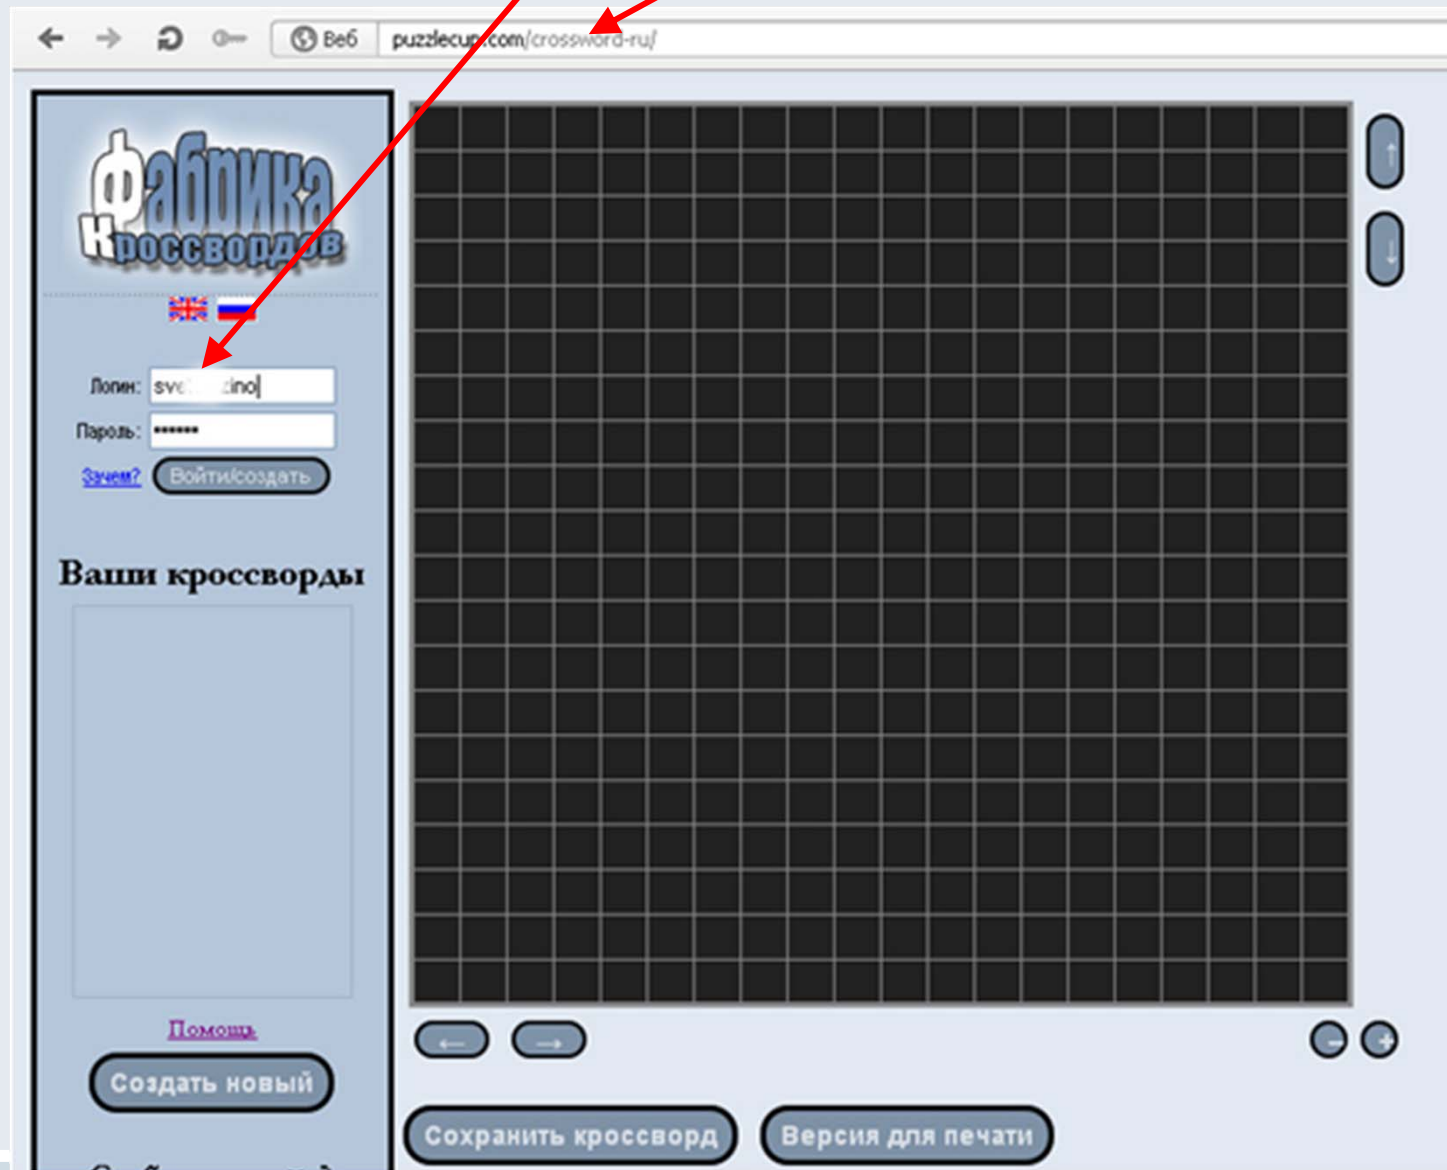 Веб puzzlecup.com/crossword-ru/
Фабрика
Кроссвордов
Логин:
Пароль: ••••••
Зачем? Войти/создать
Ваши кроссворды
Помощь
Создать новый
← →
- +
Сохранить кроссворд Версия для печати